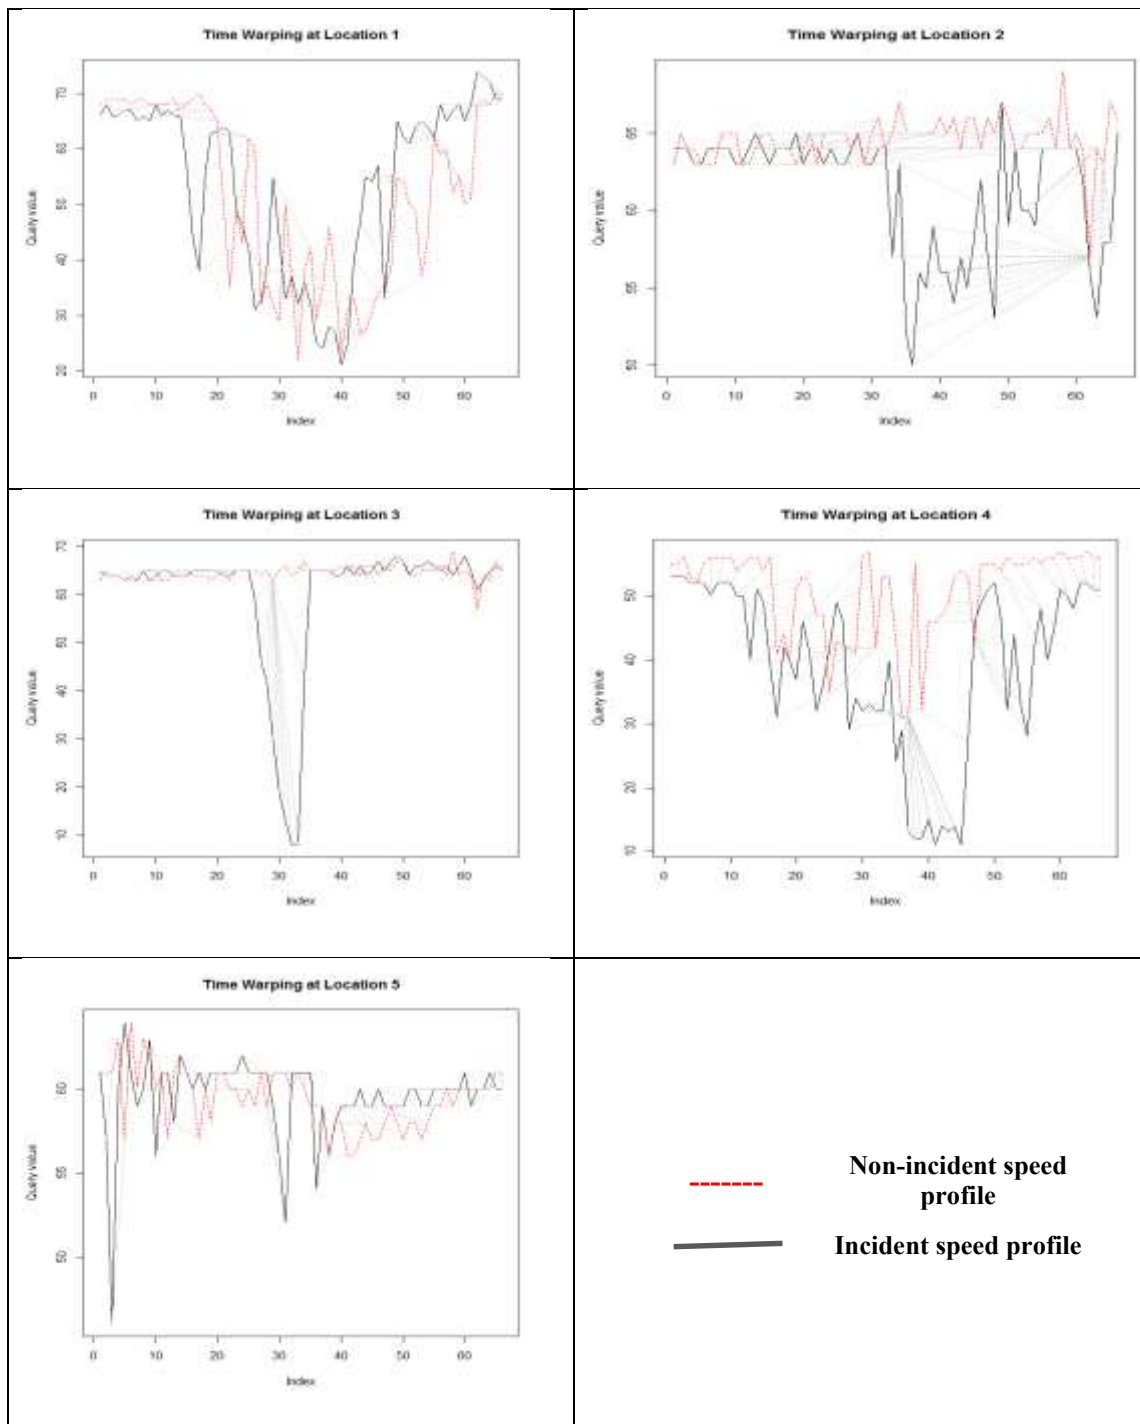 Time Warping at Location 1
Query value
70
60
50
40
30
20
0 10 20 30 40 50 60
Index
Time Warping at Location 2
Query value
65
60
55
50
0 10 20 30 40 50 60
Index
Time Warping at Location 3
Query value
70
60
50
40
30
20
10
0 10 20 30 40 50 60
Index
Time Warping at Location 4
Query value
50
40
30
20
10
0 10 20 30 40 50 60
Index
Time Warping at Location 5
Query value
60
55
50
0 10 20 30 40 50 60
Index
Non-incident speed
profile
Incident speed profile